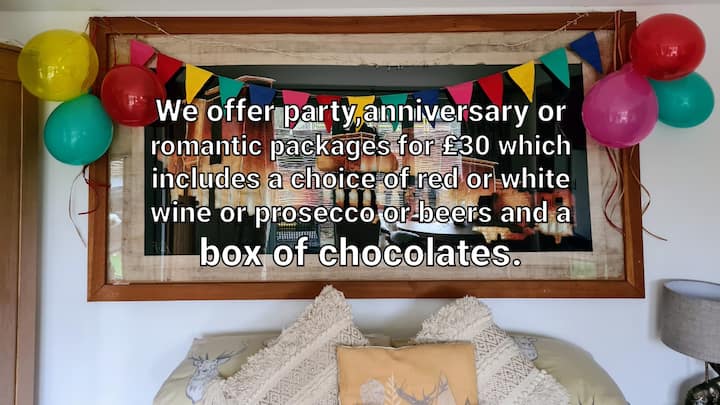 We offer party,anniversary or
romantic packages for £30 which
includes a choice of red or white
wine or prosecco or beers and a
box of chocolates.